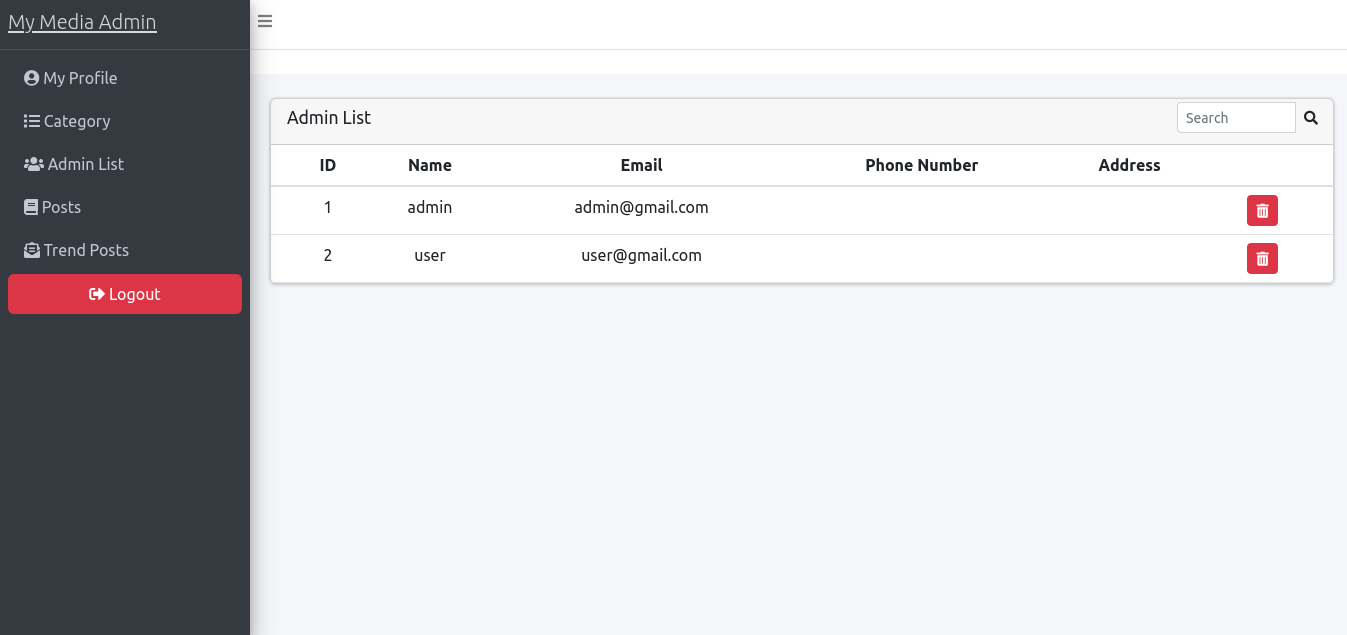 My Media Admin
My Profile
Category
Admin List
Posts
Trend Posts
Logout
Admin List
Search
ID Name Email Phone Number Address
1 admin admin@gmail.com
2 user user@gmail.com